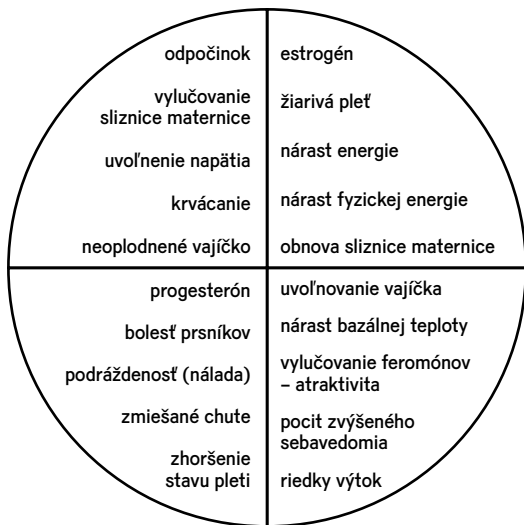 odpočinok
vylučovanie
sliznice maternice
uvoľnenie napätia
krvácanie
neoplodnené vajíčko
estrogén
žiarivá pleť
nárast energie
nárast fyzickej energie
obnova sliznice maternice
progesterón
bolesť prsníkov
podráždenosť (nálada)
zmiešané chute
zhoršenie
stavu pleti
uvoľnovanie vajíčka
nárast bazálnej teploty
vylučovanie feromónov
– atraktivita
pocit zvýšeného
sebavedomia
riedky výtok